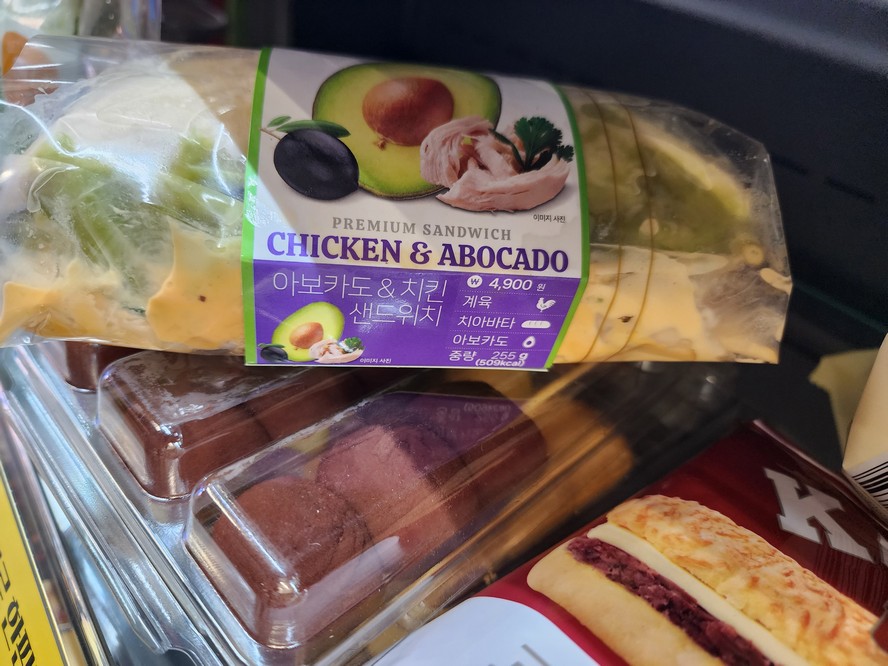 이미지 사진
PREMIUM SANDWICH
CHICKEN & ABOCADO
아보카도 & 치킨
샌드위치
₩ 4,900 원
계육
치아바타
아보카도
중량 255 g
(509kcal)
이미지 사진
K